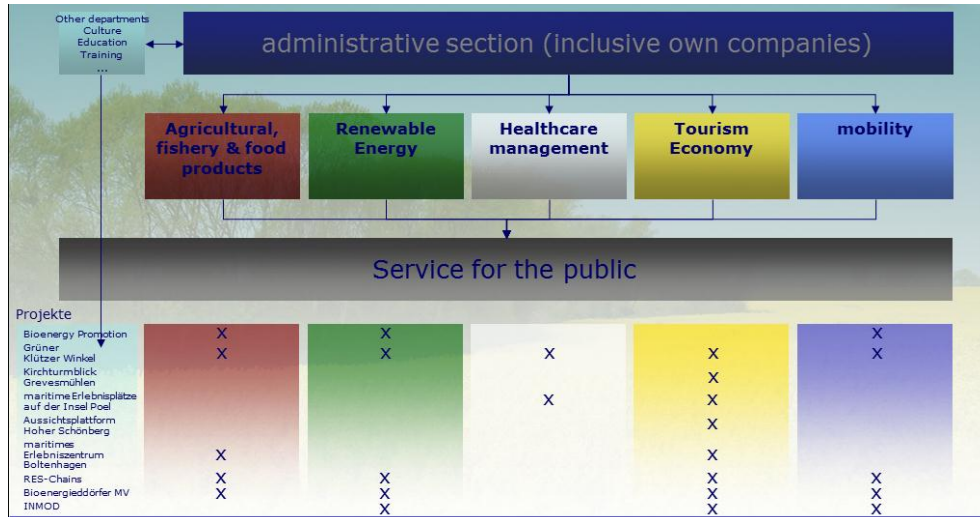 Other departments
Culture
Education
Training
...
administrative section (inclusive own companies)
Agricultural,
fishery & food
products
Renewable
Energy
Healthcare
management
Tourism
Economy
mobility
Service for the public
Projekte
Bioenergy Promotion X X X
Grüner
Klützer Winkel X X X X X
Kirchturmblick
Grevesmühlen X
maritime Erlebnisplätze
auf der Insel Poel X X
Aussichtsplattform
Hoher Schönberg X
maritimes
Erlebniszentrum X X
Boltenhagen
RES-Chains X X X X
Bioenergieddörfer MV X X X X
INMOD X X X